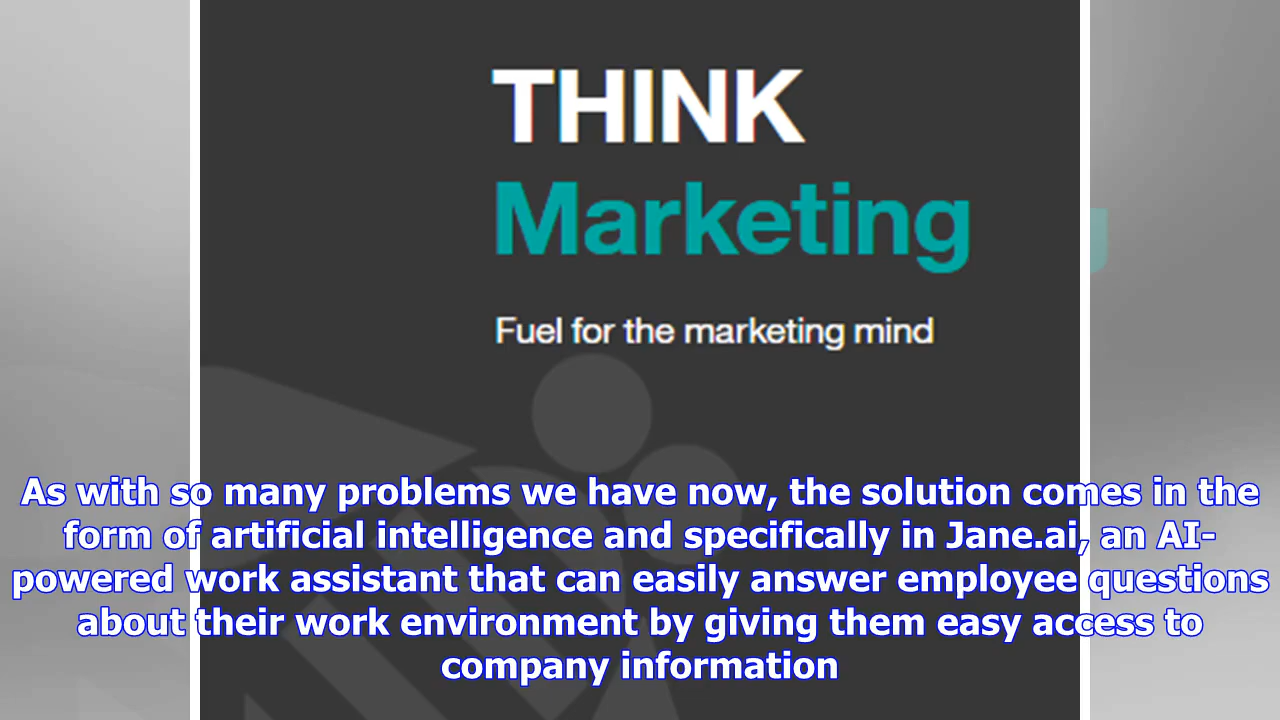 THINK
Marketing
Fuel for the marketing mind
As with so many problems we have now, the solution comes in the
form of artificial intelligence and specifically in Jane.ai, an AI-
powered work assistant that can easily answer employee questions
about their work environment by giving them easy access to
company information